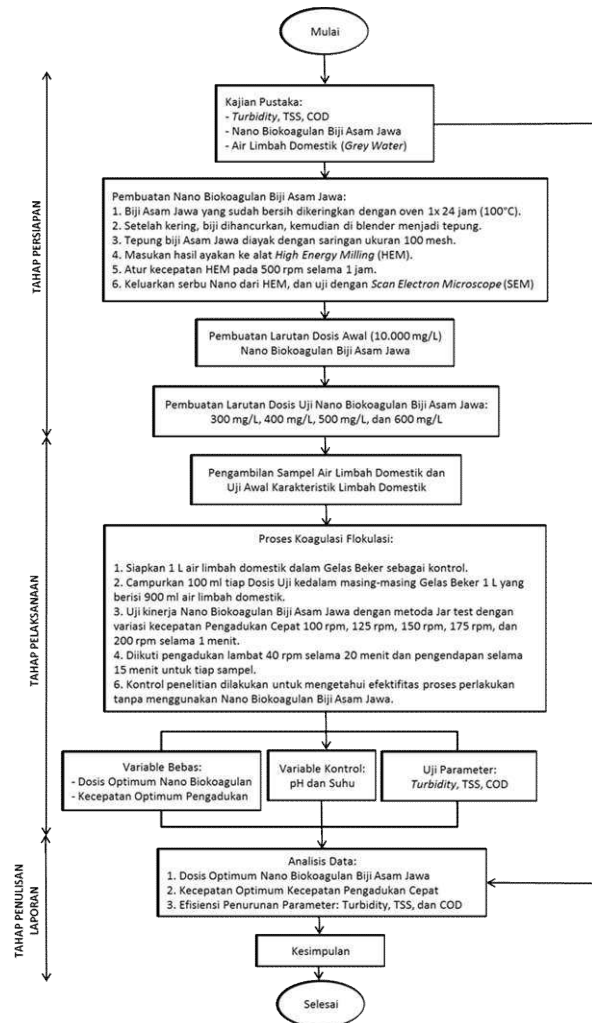 Mulai
TAHAP PERSIAPAN
Kajian Pustaka:
- Turbidity, TSS, COD
- Nano Biokoagulan Biji Asam Jawa
- Air Limbah Domestik (Grey Water)
Pembuatan Nano Biokoagulan Biji Asam Jawa:
1. Biji Asam Jawa yang sudah bersih dikeringkan dengan oven 1x 24 jam (100°C).
2. Setelah kering, biji dihancurkan, kemudian di blender menjadi tepung.
3. Tepung biji Asam Jawa diayak dengan saringan ukuran 100 mesh.
4. Masukan hasil ayakan ke alat High Energy Milling (HEM).
5. Atur kecepatan HEM pada 500 rpm selama 1 jam.
6. Keluarkan serbu Nano dari HEM, dan uji dengan Scan Electron Microscope (SEM)
Pembuatan Larutan Dosis Awal (10.000 mg/L)
Nano Biokoagulan Biji Asam Jawa
Pembuatan Larutan Dosis Uji Nano Biokoagulan Biji Asam Jawa:
300 mg/L, 400 mg/L, 500 mg/L, dan 600 mg/L
TAHAP PELAKSANAAN
Pengambilan Sampel Air Limbah Domestik dan
Uji Awal Karakteristik Limbah Domestik
Proses Koagulasi Flokulasi:
1. Siapkan 1 L air limbah domestik dalam Gelas Beker sebagai kontrol.
2. Campurkan 100 ml tiap Dosis Uji kedalam masing-masing Gelas Beker 1 L yang
berisi 900 ml air limbah domestik.
3. Uji kinerja Nano Biokoagulan Biji Asam Jawa dengan metoda Jar test dengan
variasi kecepatan Pengadukan Cepat 100 rpm, 125 rpm, 150 rpm, 175 rpm, dan
200 rpm selama 1 menit.
4. Diikuti pengadukan lambat 40 rpm selama 20 menit dan pengendapan selama
15 menit untuk tiap sampel.
6. Kontrol penelitian dilakukan untuk mengetahui efektifitas proses perlakukan
tanpa menggunakan Nano Biokoagulan Biji Asam Jawa.
Variable Bebas:
- Dosis Optimum Nano Biokoagulan
- Kecepatan Optimum Pengadukan
Variable Kontrol:
pH dan Suhu
Uji Parameter:
Turbidity, TSS, COD
TAHAP PENULISAN
LAPORAN
Analisis Data:
1. Dosis Optimum Nano Biokoagulan Biji Asam Jawa
2. Kecepatan Optimum Kecepatan Pengadukan Cepat
3. Efisiensi Penurunan Parameter: Turbidity, TSS, dan COD
Kesimpulan
Selesai